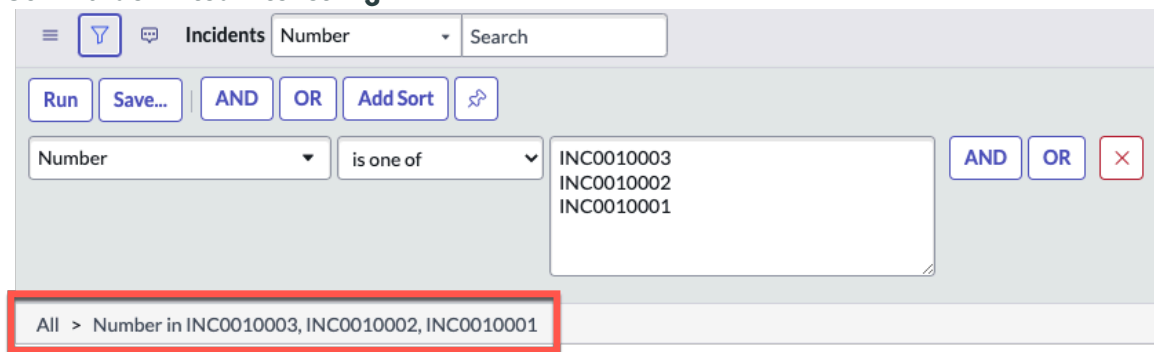 Incidents Number Search
Run Save... AND OR Add Sort
Number is one of INC0010003 AND OR
INC0010002
INC0010001
All > Number in INC0010003, INC0010002, INC0010001